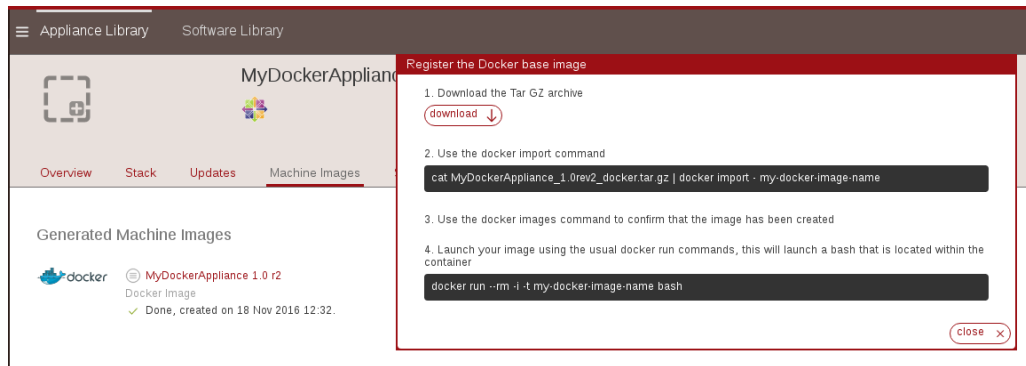 Appliance Library Software Library
MyDockerApplianc
Overview Stack Updates Machine Images
Generated Machine Images
docker
MyDockerAppliance 1.0 r2
Docker Image
Done, created on 18 Nov 2016 12:32.
Register the Docker base image
1. Download the Tar GZ archive
download
2. Use the docker import command
cat MyDockerAppliance_1.0rev2_docker.tar.gz | docker import - my-docker-image-name
3. Use the docker images command to confirm that the image has been created
4. Launch your image using the usual docker run commands, this will launch a bash that is located within the
container
docker run --rm -i -t my-docker-image-name bash
close